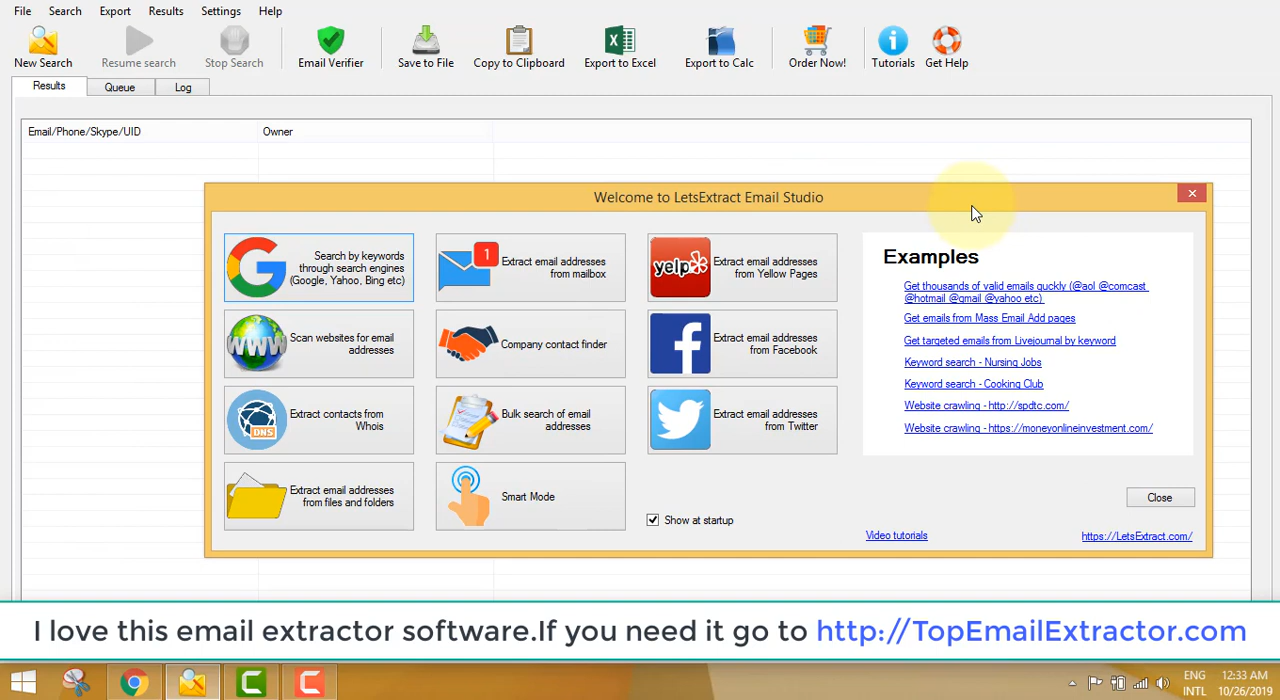 File Search Export Results Settings Help
New Search Resume search Stop Search Email Verifier Save to File Copy to Clipboard Export to Excel Export to Calc Order Now! Tutorials Get Help
Results Queue Log
Email/Phone/Skype/UID Owner
Welcome to LetsExtract Email Studio
Search by keywords
through search engines
(Google, Yahoo, Bing etc)
1
Extract email addresses
from mailbox
yelp
Extract email addresses
from Yellow Pages
WWW
Scan websites for email
addresses
Company contact finder
Extract email addresses
from Facebook
DNS
Extract contacts from
Whois
Bulk search of email
addresses
Extract email addresses
from Twitter
Extract email addresses
from files and folders
Smart Mode
Show at startup
Examples
Get thousands of valid emails quckly (@aol @comcast
@hotmail @gmail @yahoo etc)
Get emails from Mass Email Add pages
Get targeted emails from Livejournal by keyword
Keyword search - Nursing Jobs
Keyword search - Cooking Club
Website crawling - http://spdtc.com/
Website crawling - https://moneyonlineinvestment.com/
Close
Video tutorials https://LetsExtract.com/
I love this email extractor software.If you need it go to http://TopEmailExtractor.com
ENG 12:33 AM
INTL 10/26/2019